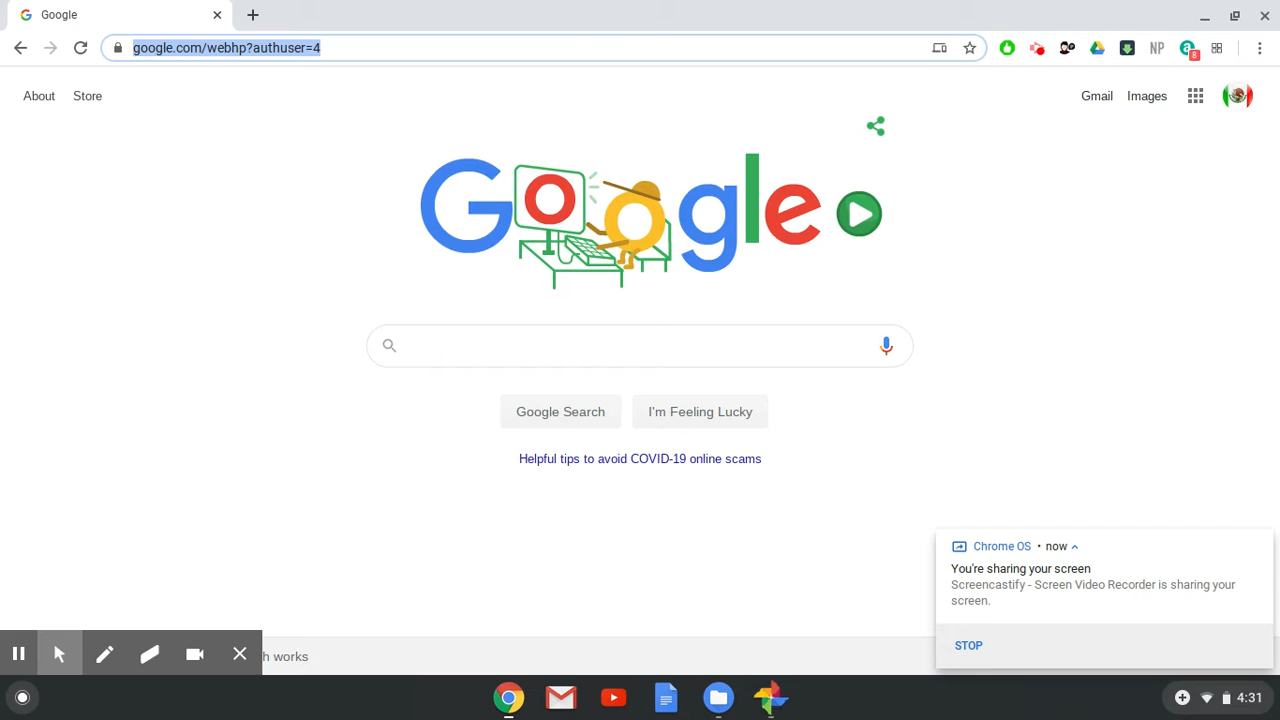 Google
google.com/webhp?authuser=4
NP
a
8
About Store
Gmail Images
Google
Google Search I'm Feeling Lucky
Helpful tips to avoid COVID-19 online scams
Chrome OS • now
You're sharing your screen
Screencastify - Screen Video Recorder is sharing your
screen.
STOP
h works
4:31